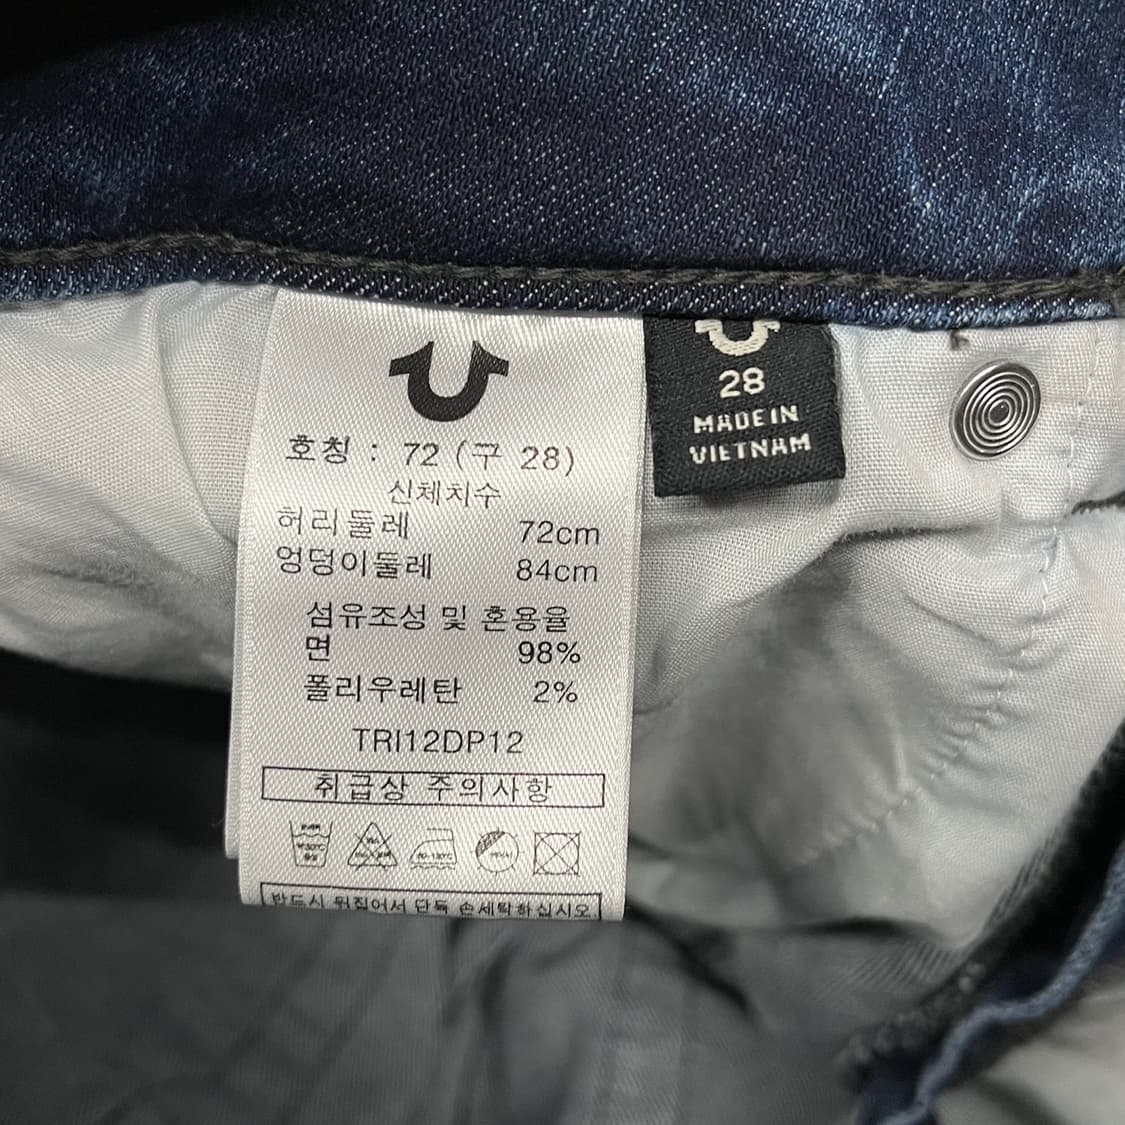 호칭 : 72 (구 28)
신체치수
허리둘레 72cm
엉덩이둘레 84cm
섬유조성 및 혼용율
면 98%
폴리우레탄 2%
TRI12DP12
취급상 주의사항
80-120℃
반드시 뒤집어서 단독 손세탁하십시오
28
MADE IN
VIETNAM